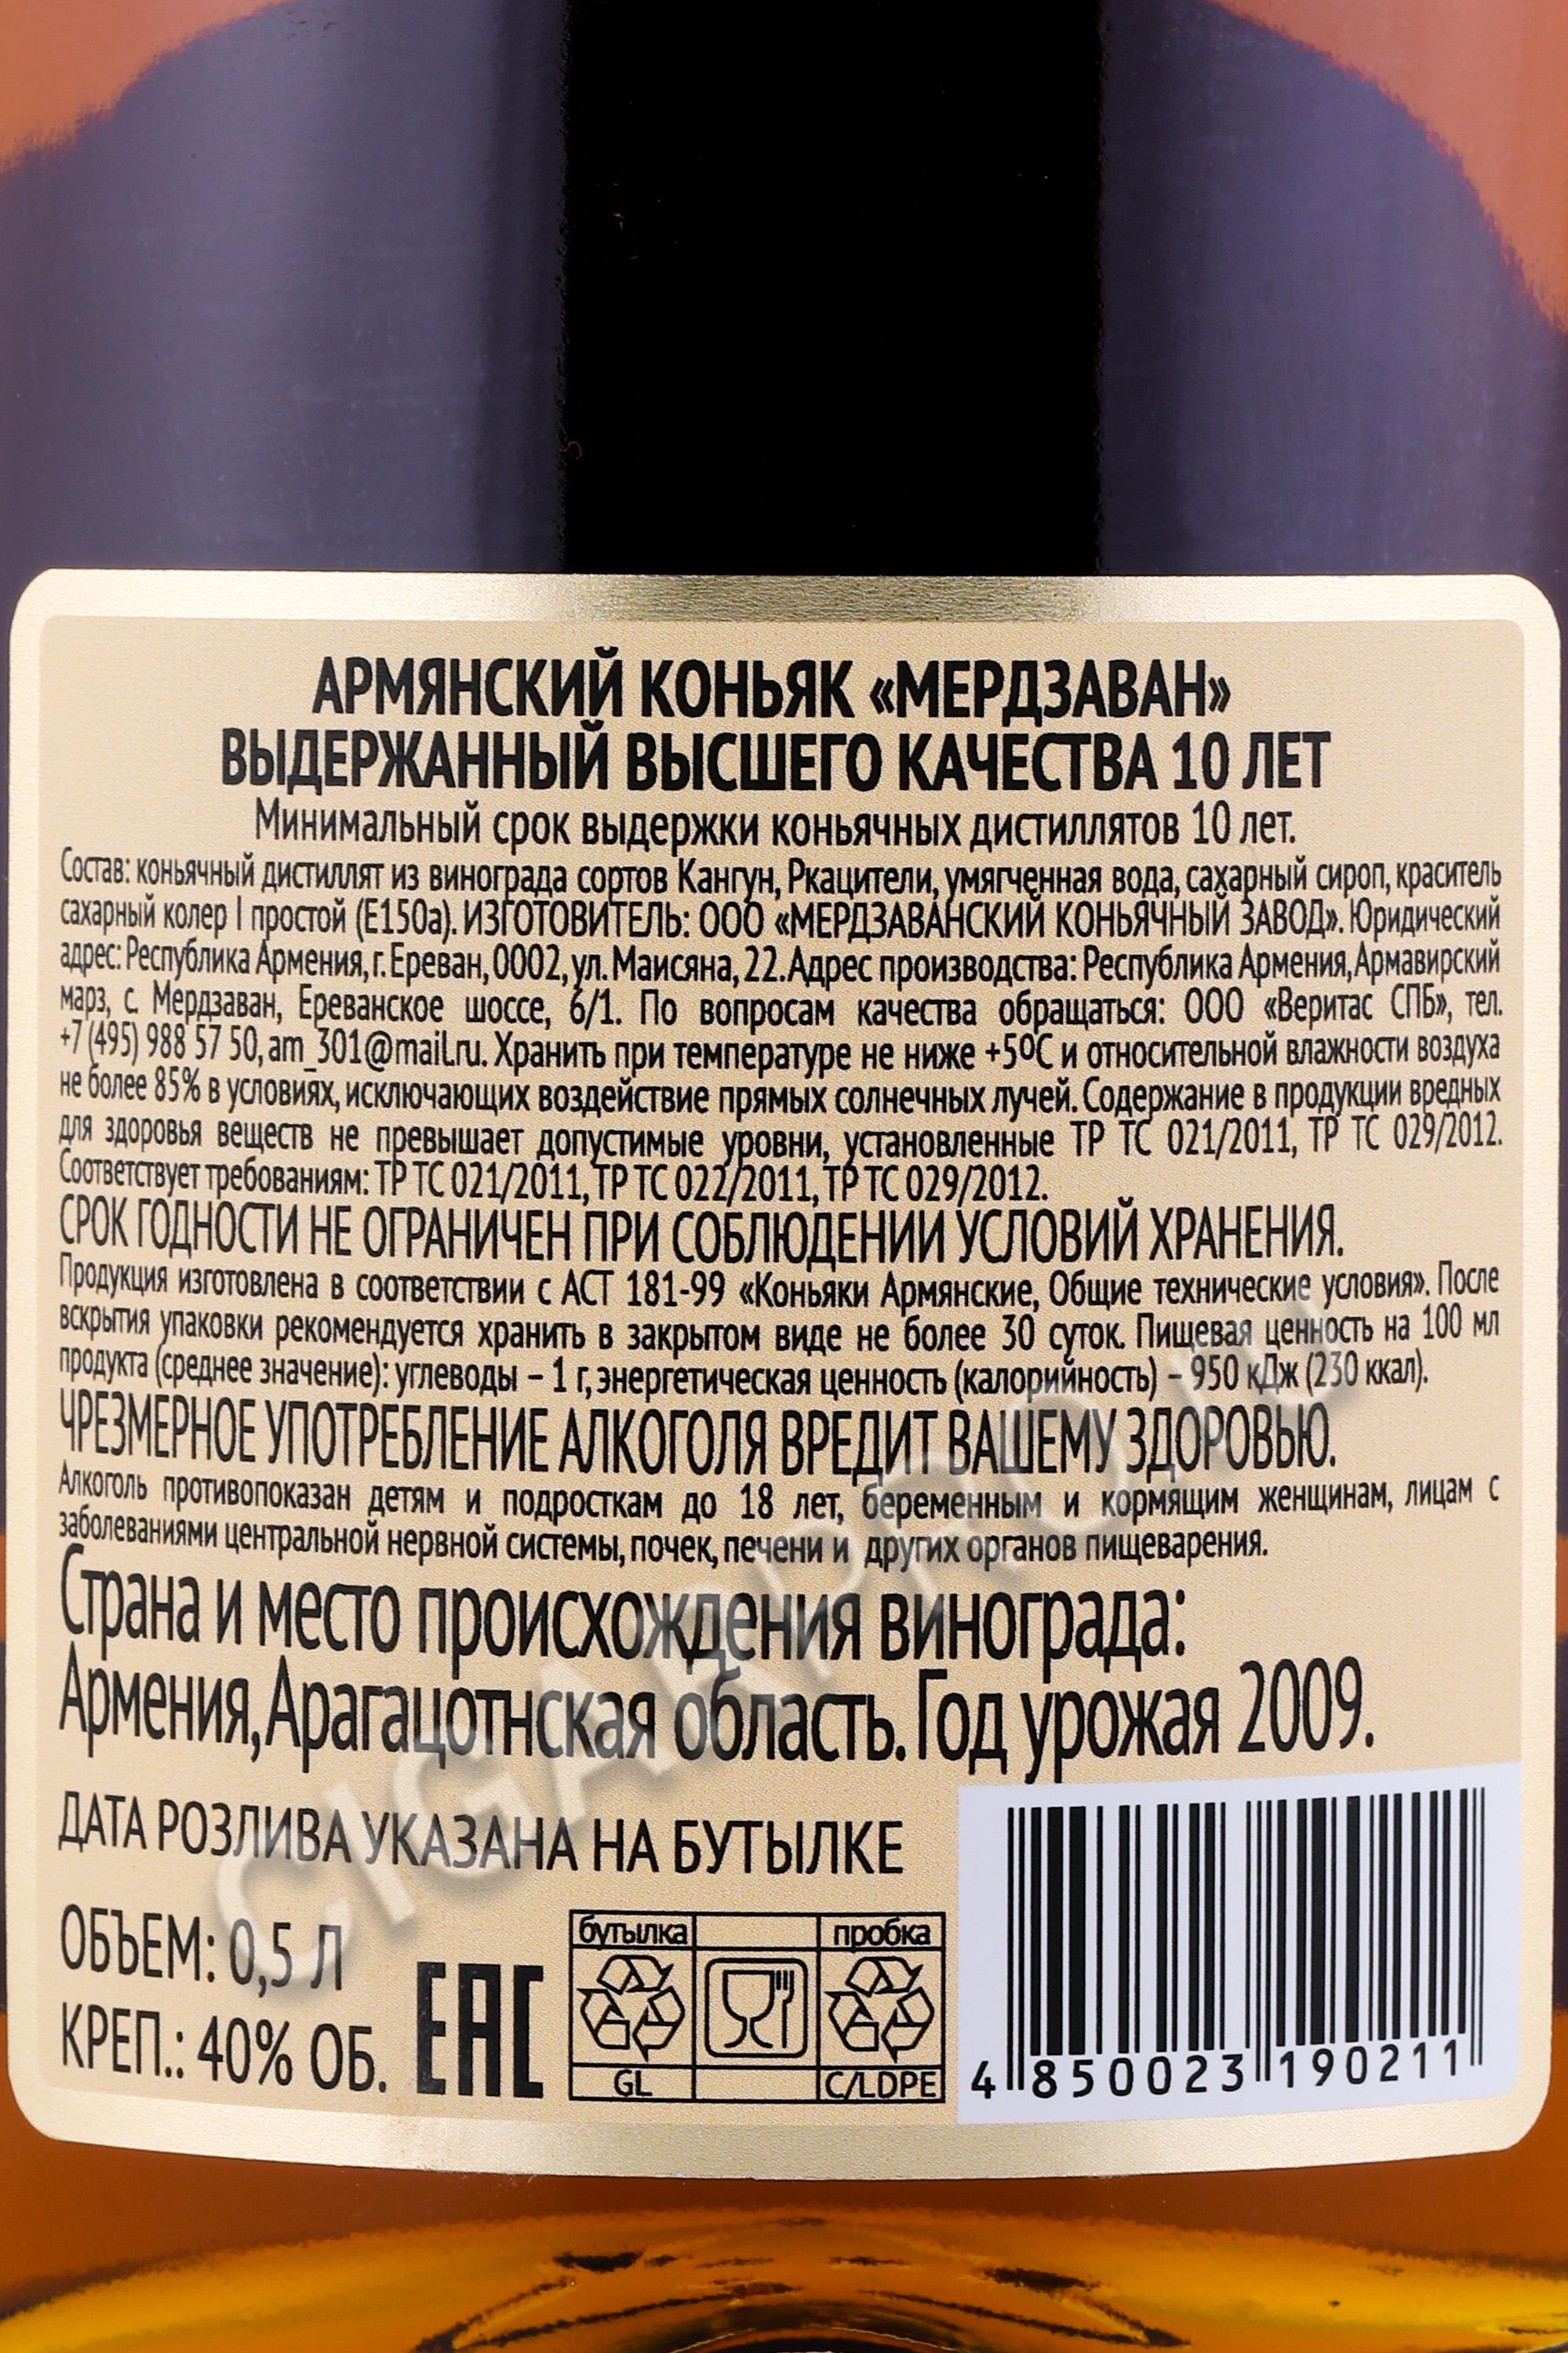 АРМЯНСКИЙ КОНЬЯК «МЕРДЗАВАН»
ВЫДЕРЖАННЫЙ ВЫСШЕГО КАЧЕСТВА 10 ЛЕТ
Минимальный срок выдержки коньячных дистиллятов 10 лет.
Состав: коньячный дистиллят из винограда сортов Кангун, Ркацители, умягченная вода, сахарный сироп, краситель
сахарный колер I простой (Е150а). ИЗГОТОВИТЕЛЬ: ООО «МЕРДЗАВАНСКИЙ КОНЬЯЧНЫЙ ЗАВОД». Юридический
адрес: Республика Армения, г. Ереван, 0002, ул. Маисяна, 22. Адрес производства: Республика Армения, Армавирский
марз, с. Мердзаван, Ереванское шоссе, 6/1. По вопросам качества обращаться: ООО «Веритас СПБ», тел.
+7 (495) 988 57 50, am_301@mail.ru. Хранить при температуре не ниже +5ºС и относительной влажности воздуха
не более 85% в условиях, исключающих воздействие прямых солнечных лучей. Содержание в продукции вредных
для здоровья веществ не превышает допустимые уровни, установленные ТР ТС 021/2011, ТР ТС 029/2012.
Соответствует требованиям: ТР ТС 021/2011, ТР ТС 022/2011, ТР ТС 029/2012.
СРОК ГОДНОСТИ НЕ ОГРАНИЧЕН ПРИ СОБЛЮДЕНИИ УСЛОВИЙ ХРАНЕНИЯ.
Продукция изготовлена в соответствии с АСТ 181-99 «Коньяки Армянские, Общие технические условия». После
вскрытия упаковки рекомендуется хранить в закрытом виде не более 30 суток. Пищевая ценность на 100 мл
продукта (среднее значение): углеводы – 1 г, энергетическая ценность (калорийность) – 950 кДж (230 ккал).
ЧРЕЗМЕРНОЕ УПОТРЕБЛЕНИЕ АЛКОГОЛЯ ВРЕДИТ ВАШЕМУ ЗДОРОВЬЮ.
Алкоголь противопоказан детям и подросткам до 18 лет, беременным и кормящим женщинам, лицам с
заболеваниями центральной нервной системы, почек, печени и других органов пищеварения.
Страна и место происхождения винограда:
Армения, Арагацотнская область. Год урожая 2009.
ДАТА РОЗЛИВА УКАЗАНА НА БУТЫЛКЕ
ОБЪЕМ: 0,5 Л
КРЕП.: 40% ОБ.
ЕАС
бутылка
GL
пробка
C/LDPE
4 850023 190211